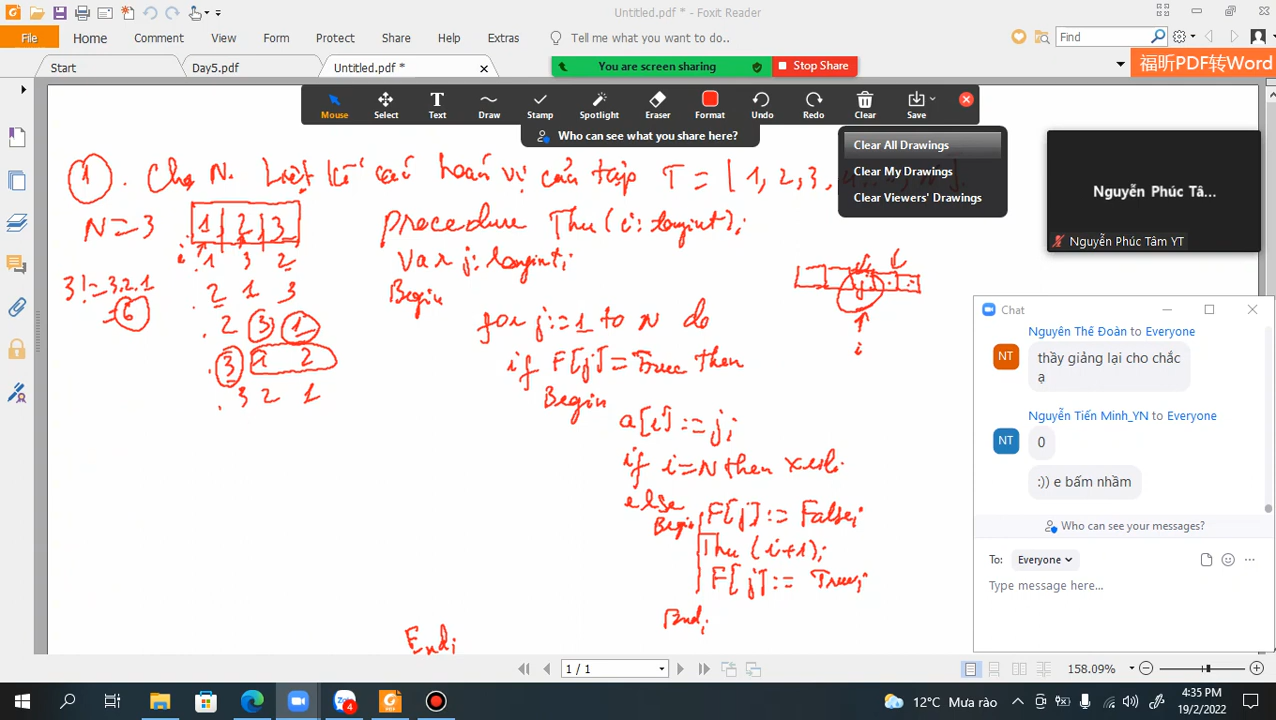 Untitled.pdf * - Foxit Reader
File Home Comment View Form Protect Share Help Extras Tell me what you want to do.. Find
Start Day5.pdf Untitled.pdf *
You are screen sharing Stop Share
福昕PDF转Word
Mouse Select Text Draw Stamp Spotlight Eraser Format Undo Redo Clear Save
Who can see what you share here?
Clear All Drawings
Clear My Drawings
Clear Viewers' Drawings
Nguyễn Phúc Tâ...
Nguyễn Phúc Tâm YT
1. Cho N. Liệt kê các hoán vị của tập T = [ 1, 2, 3,
N=3 1 2 3
i
1 3 2
3! = 3.2.1
= 6
2 1 3
2 3 1
3 1 2
3 2 1
procedure Thu (i: longint);
Var j: longint;
Begin
for j:=1 to N do
if F[j] = True then
Begin
a[i] := j;
if i=N then xuli
else
Begin F[j] := False;
Thu (i+1);
F[j] := True;
End;
End;
j
i
Chat
Nguyên Thế Đoàn to Everyone
NT
thầy giảng lại cho chắc
ạ
Nguyễn Tiến Minh_YN to Everyone
NT
0
:)) e bấm nhầm
Who can see your messages?
To: Everyone
Type message here...
1 / 1
158.09%
4
12°C Mưa rào
4:35 PM
19/2/2022